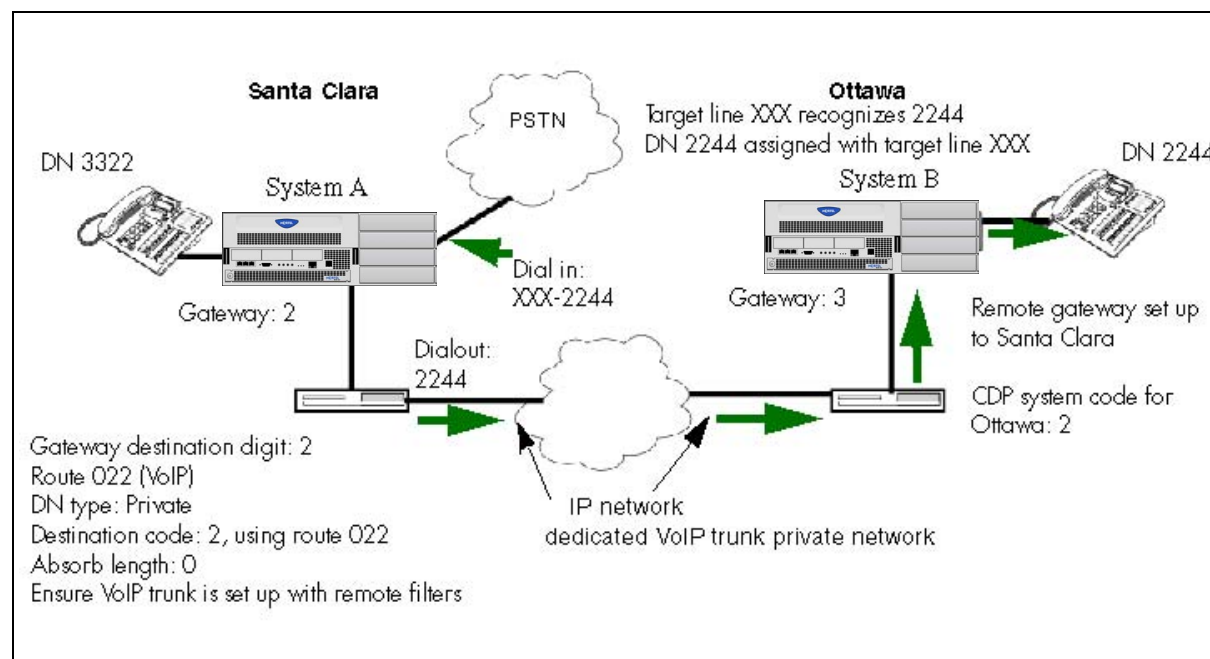 Santa Clara
Ottawa
PSTN
Target line XXX recognizes 2244
DN 2244 assigned with target line XXX
DN 3322
DN 2244
System A
System B
Dial in:
XXX-2244
Gateway: 2
Gateway: 3
Remote gateway set up
to Santa Clara
Dialout:
2244
CDP system code for
Ottawa: 2
Gateway destination digit: 2
Route 022 (VoIP)
DN type: Private
Destination code: 2, using route 022
Absorb length: 0
Ensure VoIP trunk is set up with remote filters
IP network
dedicated VoIP trunk private network